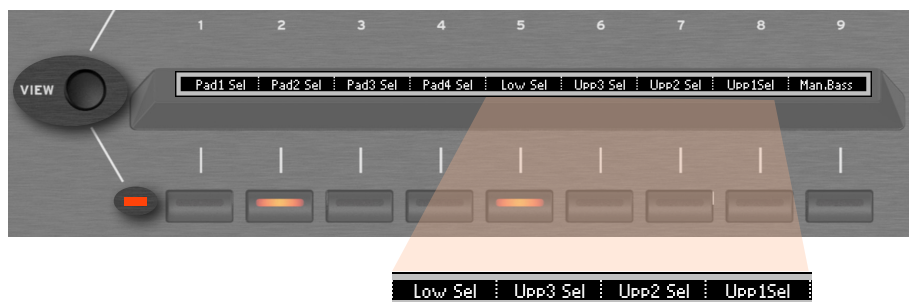 1 2 3 4 5 6 7 8 9
VIEW
Pad1 Sel Pad2 Sel Pad3 Sel Pad4 Sel Low Sel Upp3 Sel Upp2 Sel Upp1Sel Man.Bass
Low Sel Upp3 Sel Upp2 Sel Upp1Sel